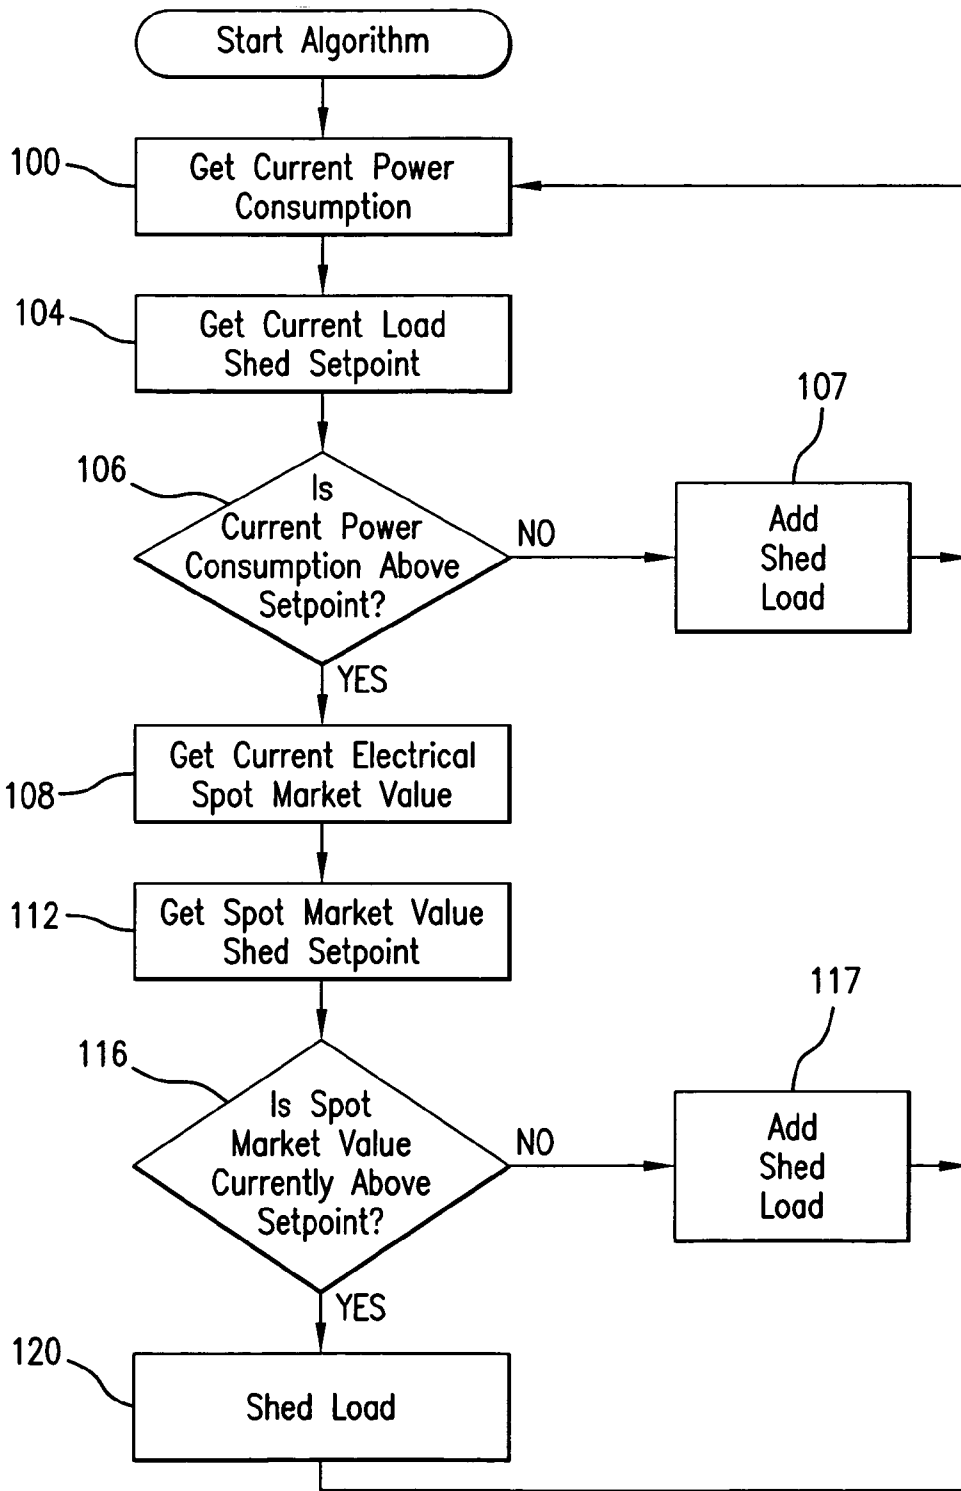 Start Algorithm
100
Get Current Power
Consumption
104
Get Current Load
Shed Setpoint
107
106
Is
Current Power
Consumption Above
Setpoint?
NO
Add
Shed
Load
YES
108
Get Current Electrical
Spot Market Value
112
Get Spot Market Value
Shed Setpoint
117
116
Is Spot
Market Value
Currently Above
Setpoint?
NO
Add
Shed
Load
YES
120
Shed Load